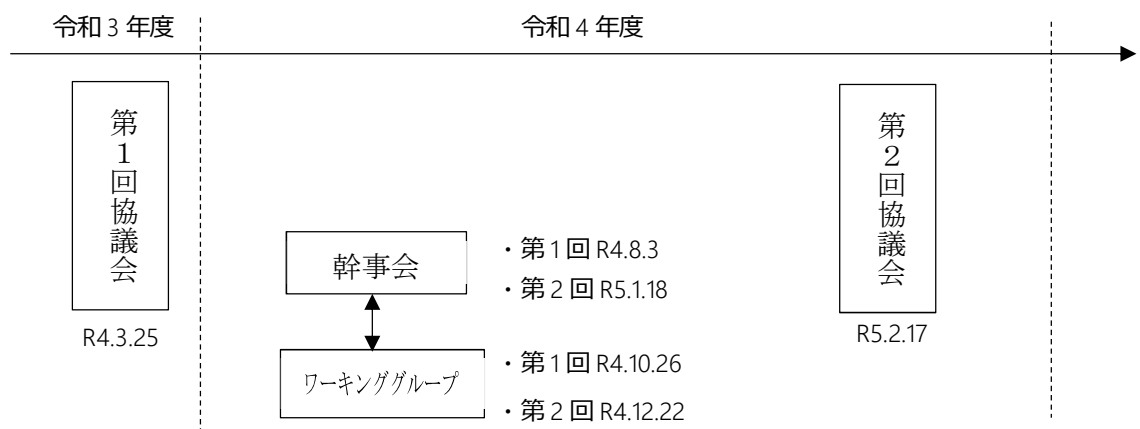 令和3年度
令和4年度
第1回協議会
R4.3.25
幹事会
・第1回 R4.8.3
・第2回 R5.1.18
ワーキンググループ
・第1回 R4.10.26
・第2回 R4.12.22
第2回協議会
R5.2.17